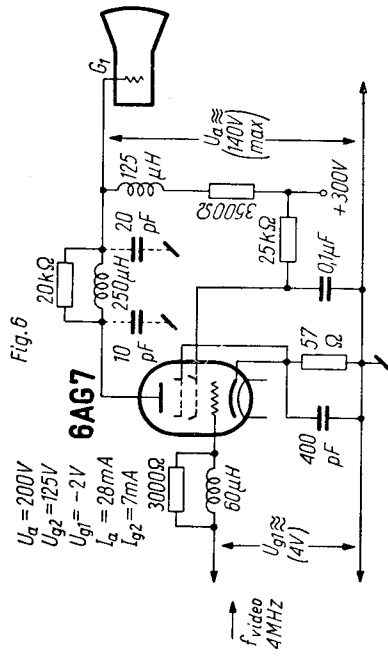 Fig. 6
6AG7
Ua = 200V
Ug2 = 125V
Ug1 = -2V
Ia = 28mA
Ig2 = 7mA
20kΩ
250μH
10 pF
20 pF
G1
125 μH
3500Ω
25kΩ
+300V
0,1μF
Ua≈
(140V max)
3000Ω
60μH
Ug1≈
(4V)
400 pF
57 Ω
f video
4MHz